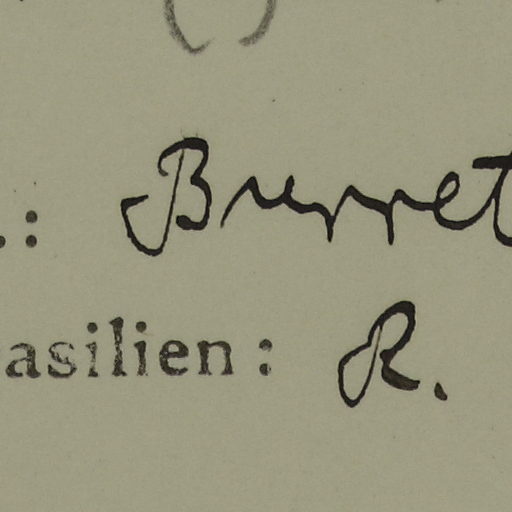 .: Burret
asilien: R.